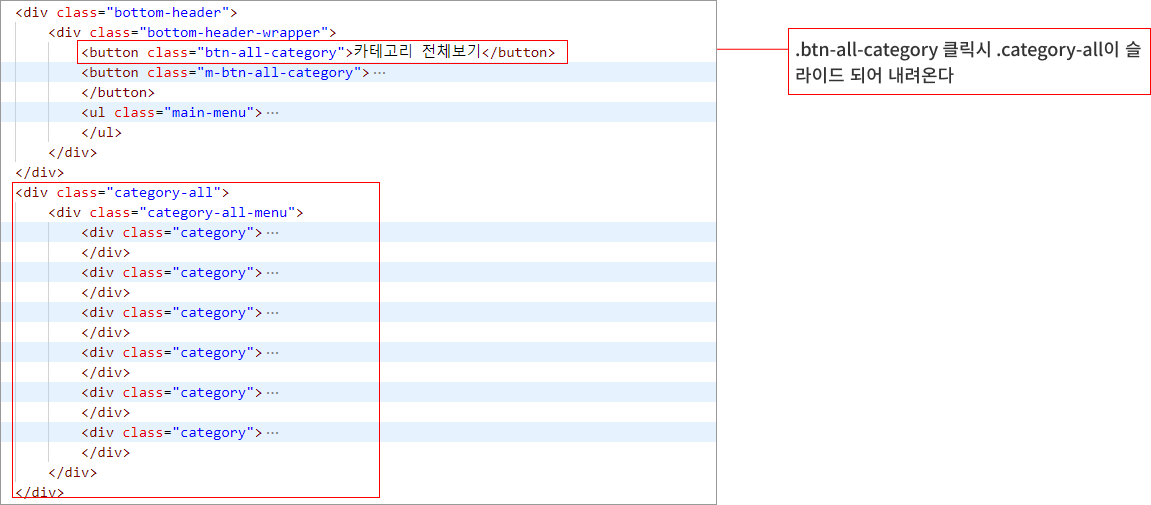 <div class="bottom-header">
<div class="bottom-header-wrapper">
<button class="btn-all-category">카테고리 전체보기</button>
<button class="m-btn-all-category">···
</button>
<ul class="main-menu">···
</ul>
</div>
</div>
<div class="category-all">
<div class="category-all-menu">
<div class="category">···
</div>
<div class="category">···
</div>
<div class="category">···
</div>
<div class="category">···
</div>
<div class="category">···
</div>
<div class="category">···
</div>
</div>
</div>
.btn-all-category 클릭시 .category-all이 슬
라이드 되어 내려온다